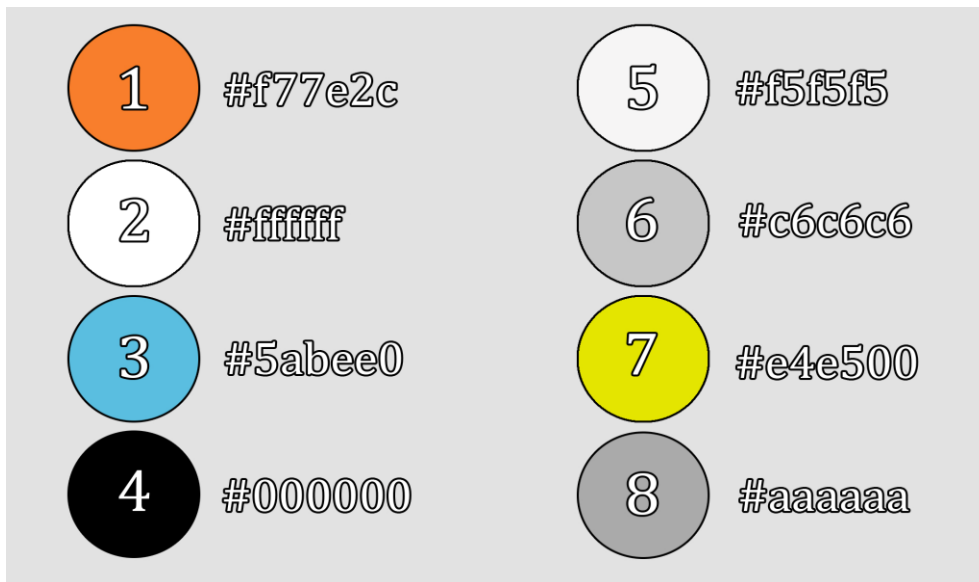 1 #f77e2c
2 #ffffff
3 #5abee0
4 #000000
5 #f5f5f5
6 #c6c6c6
7 #e4e500
8 #aaaaaa